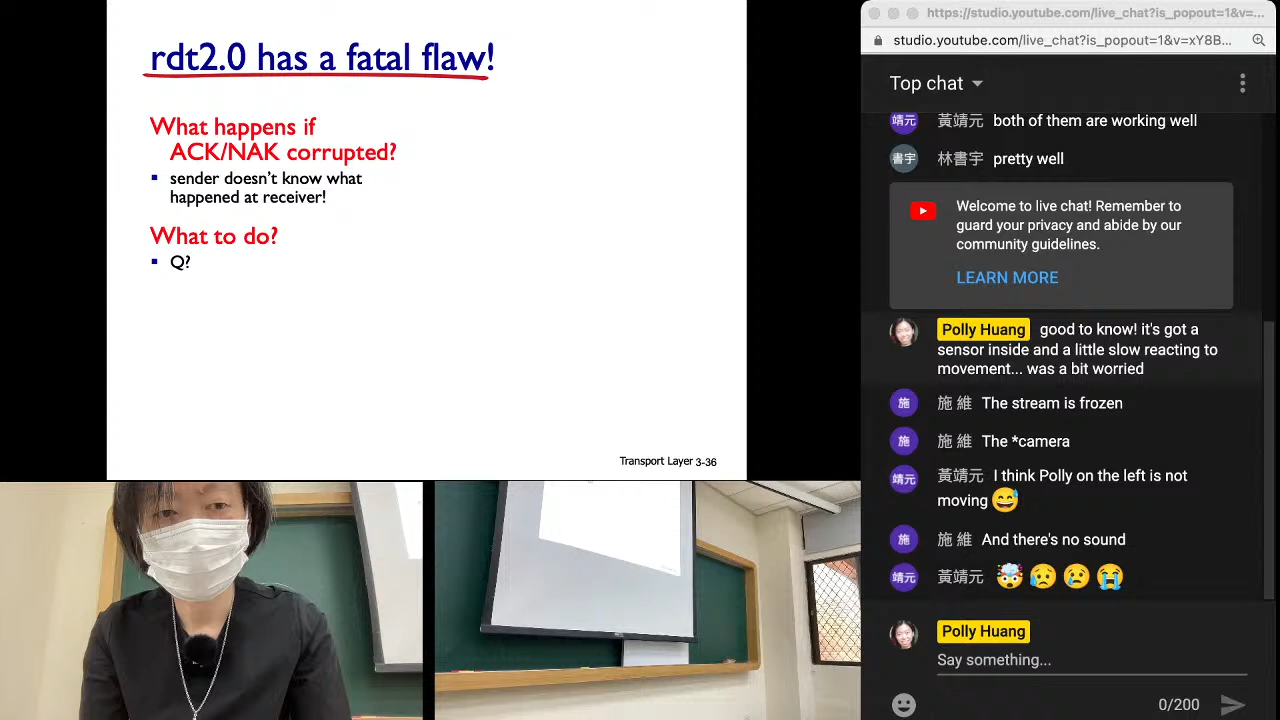 rdt2.0 has a fatal flaw!
What happens if
ACK/NAK corrupted?
▪ sender doesn't know what
happened at receiver!
What to do?
▪ Q?
Transport Layer 3-36
https://studio.youtube.com/live_chat?is_popout=1&v=...
studio.youtube.com/live_chat?is_popout=1&v=xY8B...
Top chat
靖元 黃靖元 both of them are working well
書宇 林書宇 pretty well
Welcome to live chat! Remember to
guard your privacy and abide by our
community guidelines.
LEARN MORE
Polly Huang good to know! it's got a
sensor inside and a little slow reacting to
movement... was a bit worried
施 施 維 The stream is frozen
施 施 維 The *camera
靖元 黃靖元 I think Polly on the left is not
moving 😅
施 施 維 And there's no sound
靖元 黃靖元 🤯😥😢😭
Polly Huang
Say something...
0/200